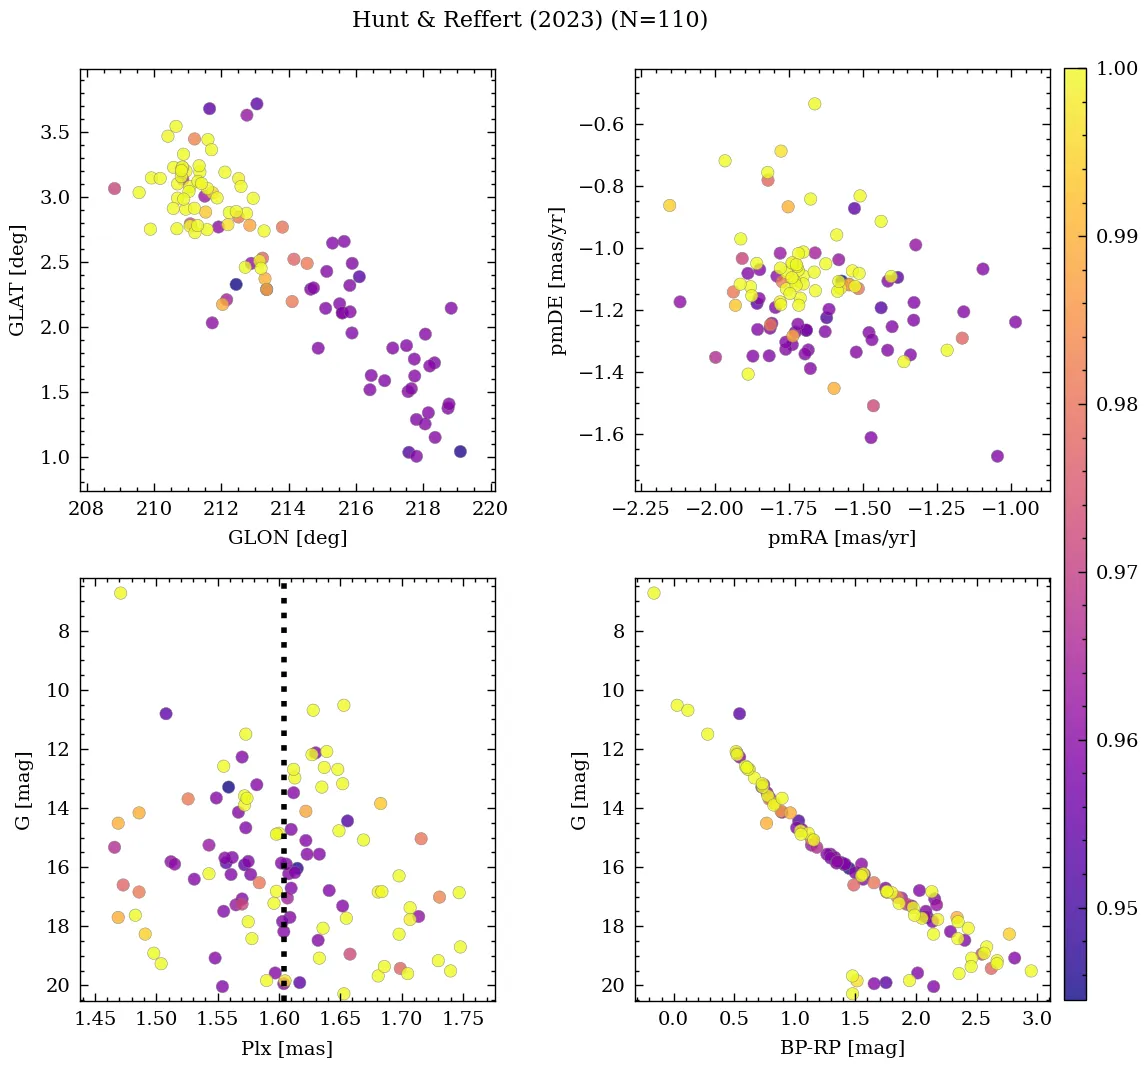 Hunt & Reffert (2023) (N=110)
3.5
3.0
2.5
2.0
1.5
1.0
GLAT [deg]
208 210 212 214 216 218 220
GLON [deg]
−0.6
−0.8
−1.0
−1.2
−1.4
−1.6
pmDE [mas/yr]
−2.25 −2.00 −1.75 −1.50 −1.25 −1.00
pmRA [mas/yr]
8
10
12
14
16
18
20
G [mag]
1.45 1.50 1.55 1.60 1.65 1.70 1.75
Plx [mas]
8
10
12
14
16
18
20
G [mag]
0.0 0.5 1.0 1.5 2.0 2.5 3.0
BP-RP [mag]
1.00
0.99
0.98
0.97
0.96
0.95